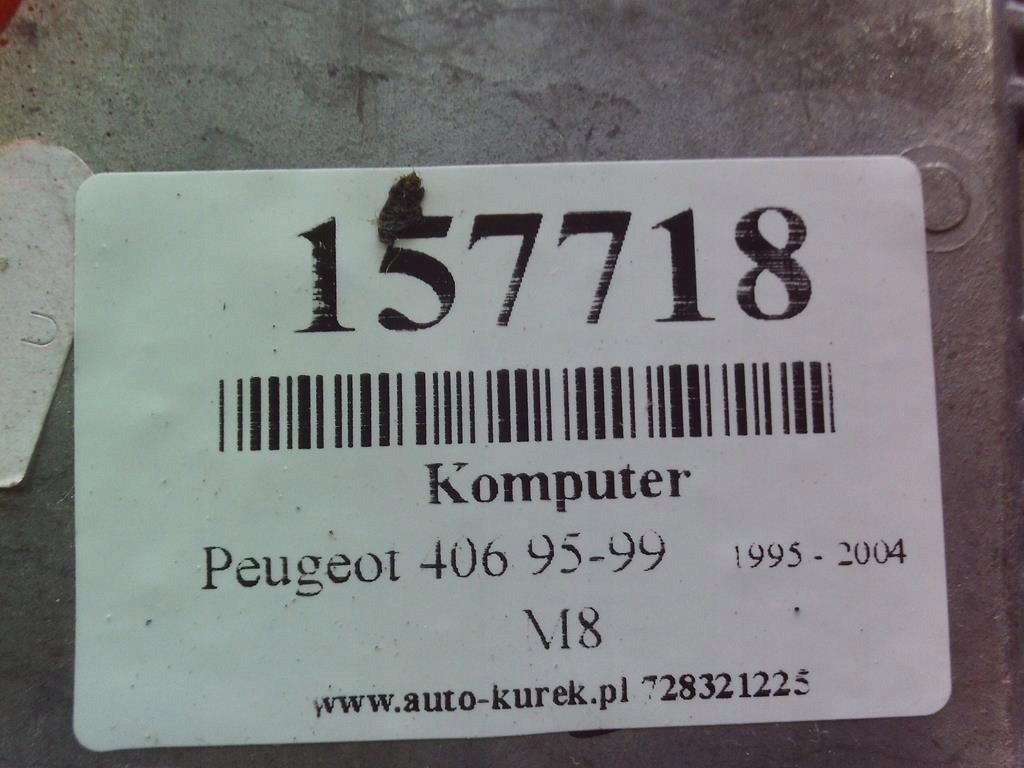 157718
Komputer
Peugeot 406 95-99 1995 - 2004
M8
www.auto-kurek.pl 728321225